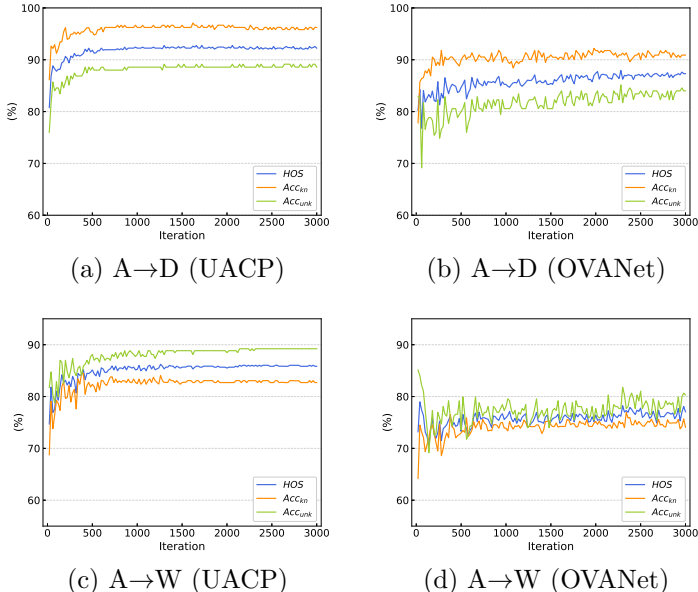 100
90
80
70
60
(%)
HOS
Acc_kn
Acc_unk
0 500 1000 1500 2000 2500 3000
Iteration
(a) A→D (UACP)
100
90
80
70
60
(%)
HOS
Acc_kn
Acc_unk
0 500 1000 1500 2000 2500 3000
Iteration
(b) A→D (OVANet)
90
80
70
60
(%)
HOS
Acc_kn
Acc_unk
0 500 1000 1500 2000 2500 3000
Iteration
(c) A→W (UACP)
90
80
70
60
(%)
HOS
Acc_kn
Acc_unk
0 500 1000 1500 2000 2500 3000
Iteration
(d) A→W (OVANet)